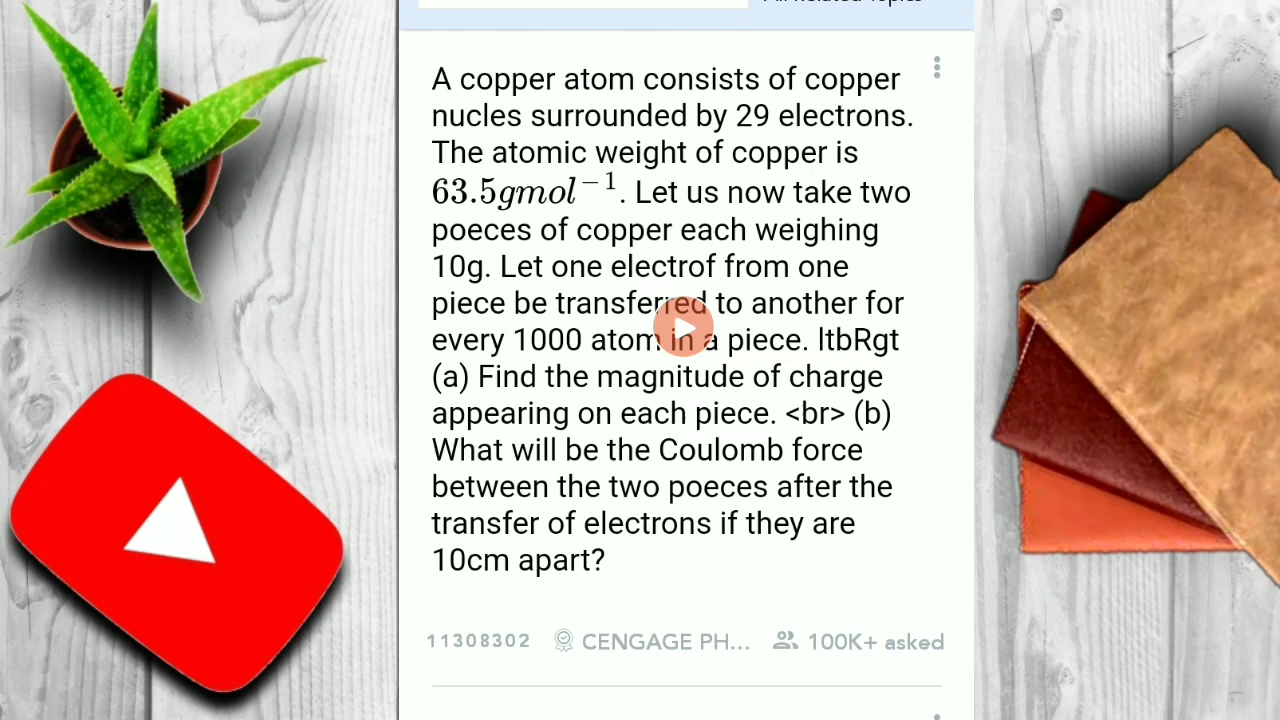 A copper atom consists of copper
nucles surrounded by 29 electrons.
The atomic weight of copper is
63.5gmol⁻¹. Let us now take two
poeces of copper each weighing
10g. Let one electrof from one
piece be transferred to another for
every 1000 atom in a piece. ltbRgt
(a) Find the magnitude of charge
appearing on each piece. <br> (b)
What will be the Coulomb force
between the two poeces after the
transfer of electrons if they are
10cm apart?
11308302 CENGAGE PH... 100K+ asked